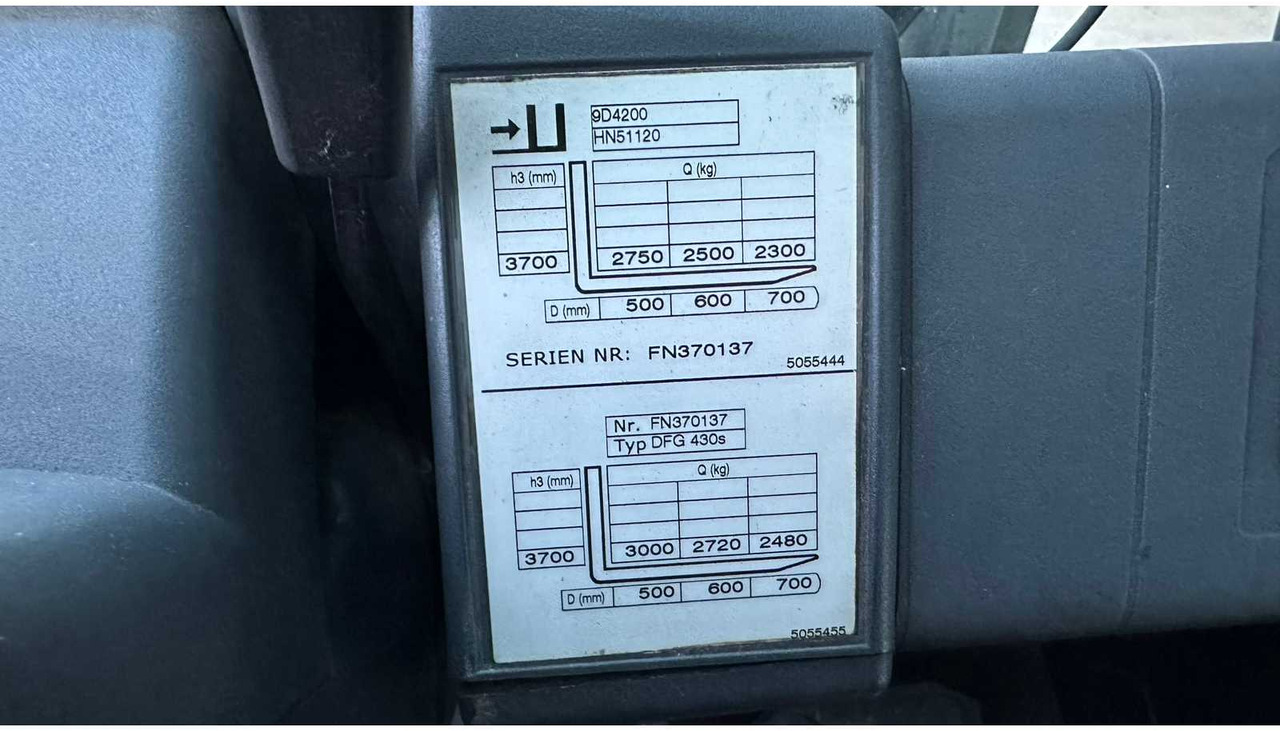 9D4200
HN51120
h3 (mm) Q (kg)
3700 2750 2500 2300
D (mm) 500 600 700
SERIEN NR: FN370137
5055444
Nr. FN370137
Typ DFG 430s
h3 (mm) Q (kg)
3700 3000 2720 2480
D (mm) 500 600 700
5055455